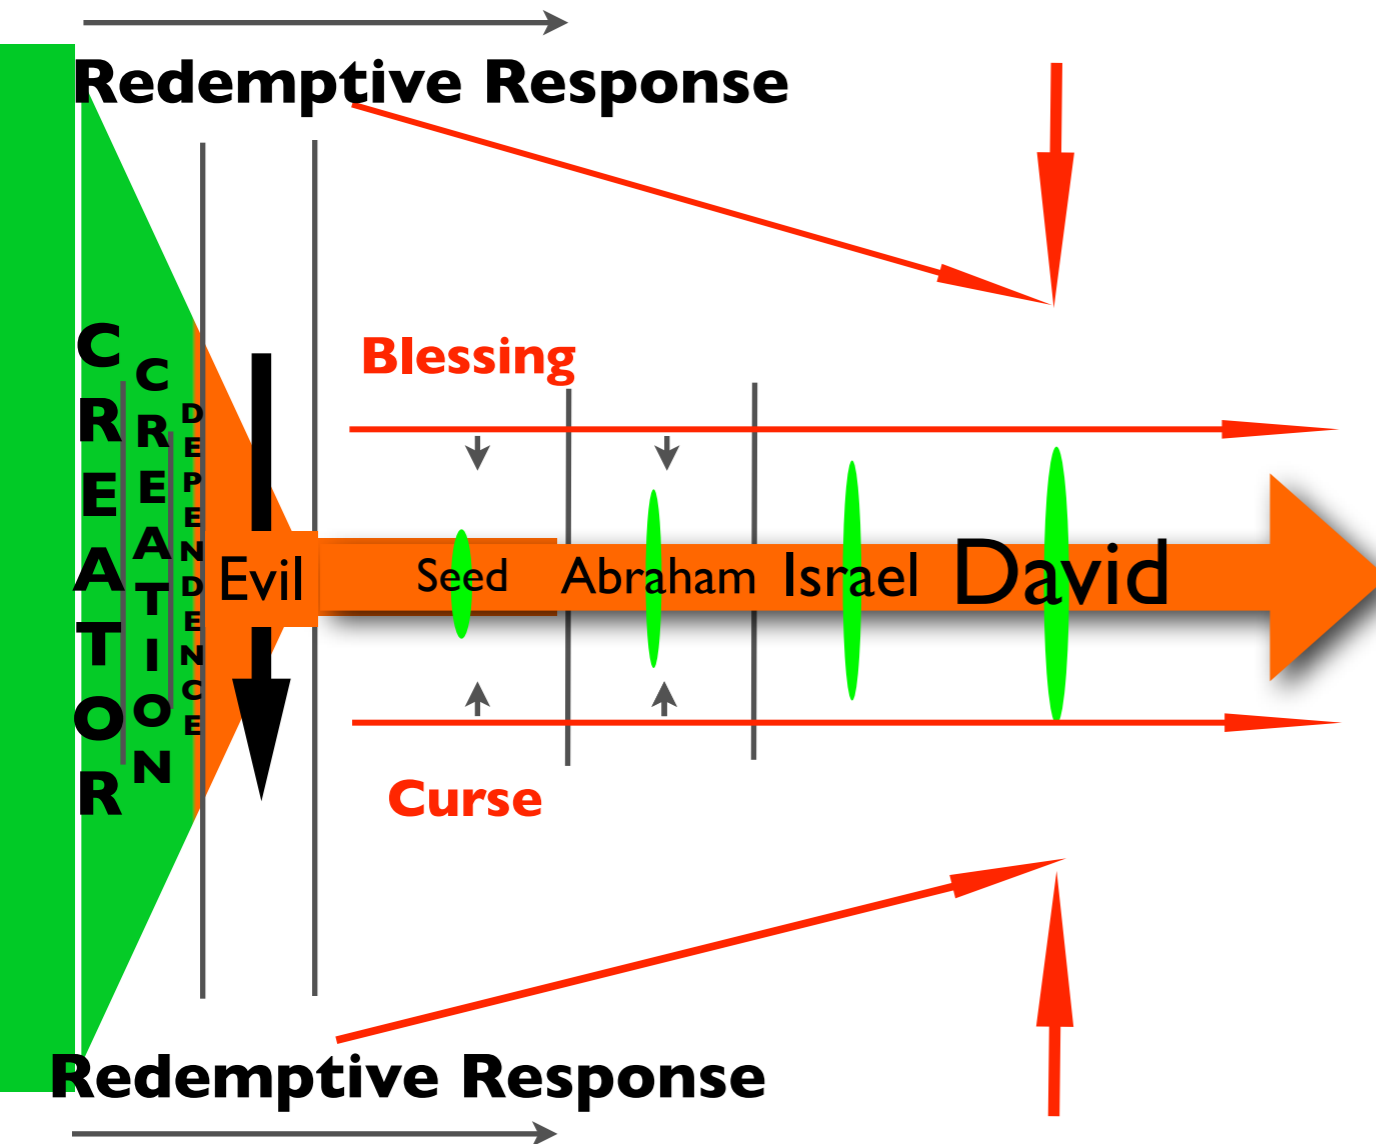 Redemptive Response
CREATOR
CREATION
DEPENDENCE
Blessing
Evil
Seed
Abraham
Israel
David
Curse
Redemptive Response